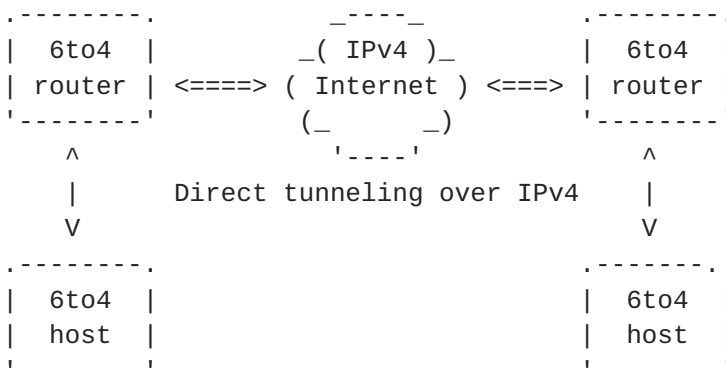 .--------.            _----_            .--------.
|  6to4  |          _( IPv4 )_          |  6to4  |
| router | <====> ( Internet ) <===> | router |
'--------'          (_      _)          '--------'
    ^                 '----'                ^
    |      Direct tunneling over IPv4    |
    V                                       V
.--------.                              .-------.
|  6to4  |                              |  6to4  |
|  host  |                              |  host  |
'        '                              '        '